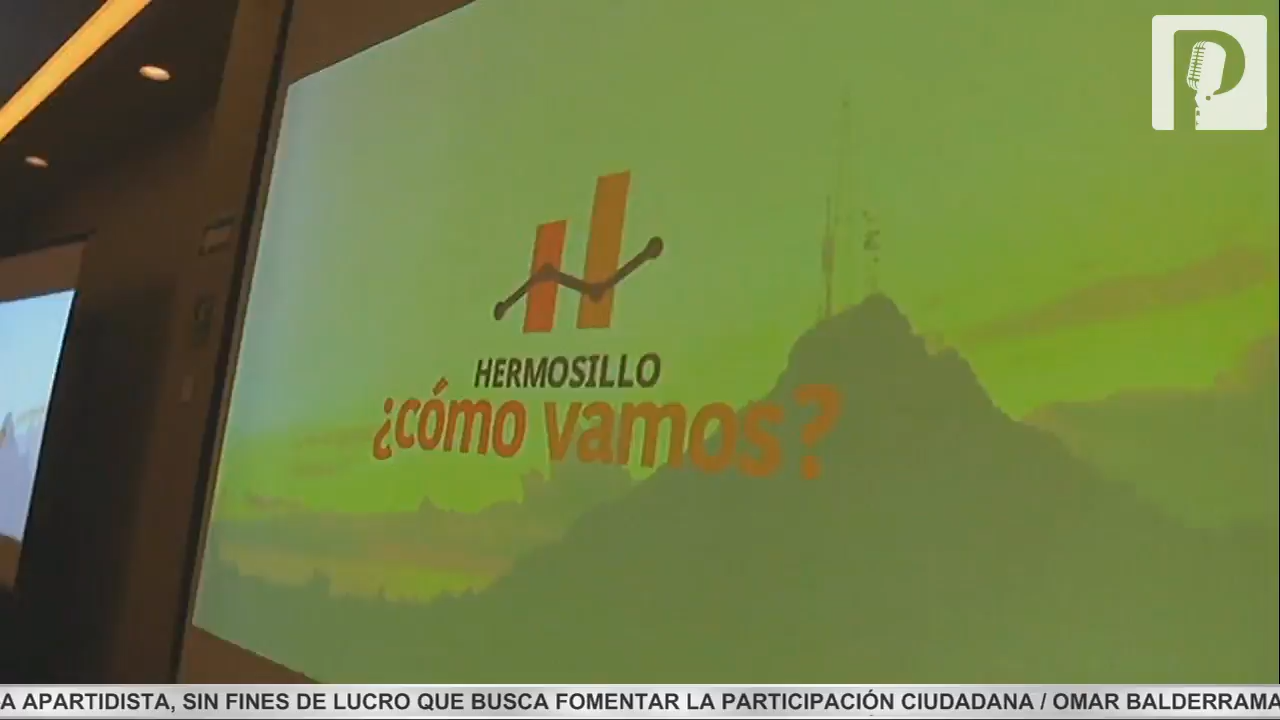 P
HERMOSILLO
¿cómo vamos?
A APARTIDISTA, SIN FINES DE LUCRO QUE BUSCA FOMENTAR LA PARTICIPACIÓN CIUDADANA / OMAR BALDERRAMA